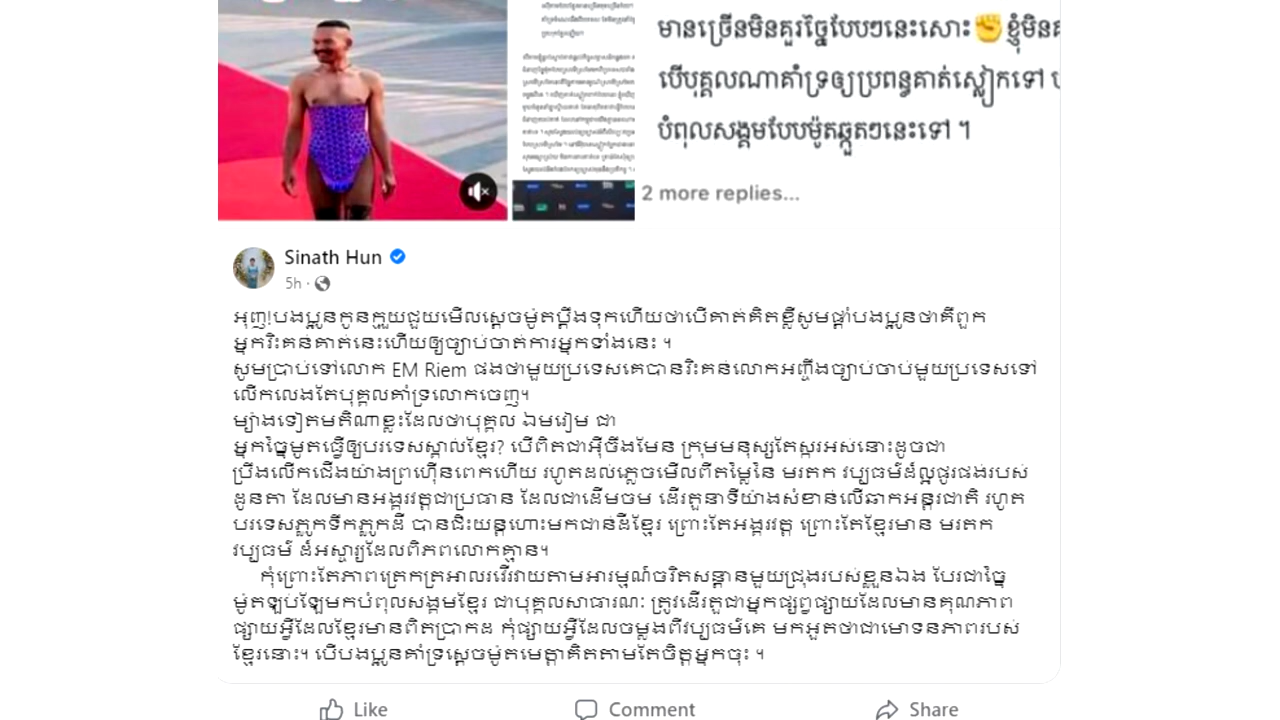 មានច្រើនមិនគួរច្នៃបែបៗនេះសោះ✊ខ្ញុំមិន
បើបុគ្គលណាគាំទ្រឲ្យប្រពន្ធគាត់ស្លៀកទៅ
បំពុលសង្គមបែបម៉ូតឆ្កួតៗនេះទៅ ។
2 more replies...
Sinath Hun
5h ·
អុញ!បងប្អូនកូនក្មួយជួយមើលស្តេចម៉ូតប្តឹងទុកហើយថាបើគាត់គិតខ្លីសូមផ្តាំបងប្អូនថាគឺពួក
អ្នករិះគន់គាត់នេះហើយឲ្យច្បាប់ចាត់ការអ្នកទាំងនេះ ។
សូមប្រាប់ទៅលោក EM Riem ផងថាមួយប្រទេសគេបានរិះគន់លោកអញ្ចឹងច្បាប់ចាប់មួយប្រទេសទៅ
លើកលែងតែបុគ្គលគាំទ្រលោកចេញ។
ម្យ៉ាងទៀតមតិណាខ្លះដែលថាបុគ្គល ឯមរៀម ជា
អ្នកច្នៃម៉ូតធ្វើឲ្យបរទេសស្គាល់ខ្មែរ? បើពិតជាអ៊ីចឹងមែន ក្រុមមនុស្សតែស្ករអស់នោះដូចជា
ប្រឹងលើកជើងយ៉ាងព្រហើនពេកហើយ រហូតដល់ភ្លេចមើលពីតម្លៃនៃ មរតក វប្បធម៌ដ៏ល្អផូរផង់របស់
ដូនតា ដែលមានអង្គរវត្តជាប្រធាន ដែលជាដើមចម ដើរតួនាទីយ៉ាងសំខាន់លើឆាកអន្តរជាតិ រហូត
បរទេសភ្លូកទឹកភ្លូកដី បានជិះយន្តហោះមកជាន់ដីខ្មែរ ព្រោះតែអង្គរវត្ត ព្រោះតែខ្មែរមាន មរតក
វប្បធម៌ ដ៏អស្ចារ្យដែលពិភពលោកគ្មាន។
កុំព្រោះតែភាពត្រេកត្រអាលរវើរវាយតាមអារម្មណ៍ចរិតសន្តានមួយជ្រុងរបស់ខ្លួនឯង បែរជាច្នៃ
ម៉ូតឡប់ឡែមកបំពុលសង្គមខ្មែរ ជាបុគ្គលសាធារណៈ ត្រូវដើរតួជាអ្នកផ្សព្វផ្សាយដែលមានគុណភាព
ផ្សាយអ្វីដែលខ្មែរមានពិតប្រាកដ កុំផ្សាយអ្វីដែលចម្លងពីវប្បធម៌គេ មកអួតថាជាមោទនភាពរបស់
ខ្មែរនោះ។ បើបងប្អូនគាំទ្រស្តេចម៉ូតមេត្តាគិតតាមតែចិត្តអ្នកចុះ ។
Like
Comment
Share